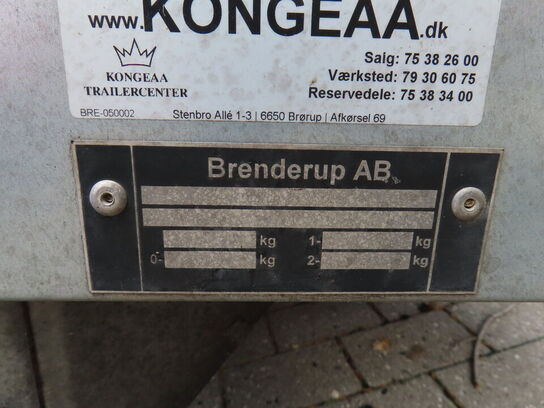 www.KONGEAA.dk
KONGEAA
TRAILERCENTER
Salg: 75 38 26 00
Værksted: 79 30 60 75
Reservedele: 75 38 34 00
BRE-050002
Stenbro Allé 1-3 | 6650 Brørup | Afkørsel 69
Brenderup AB
kg 1- kg
0- kg 2- kg